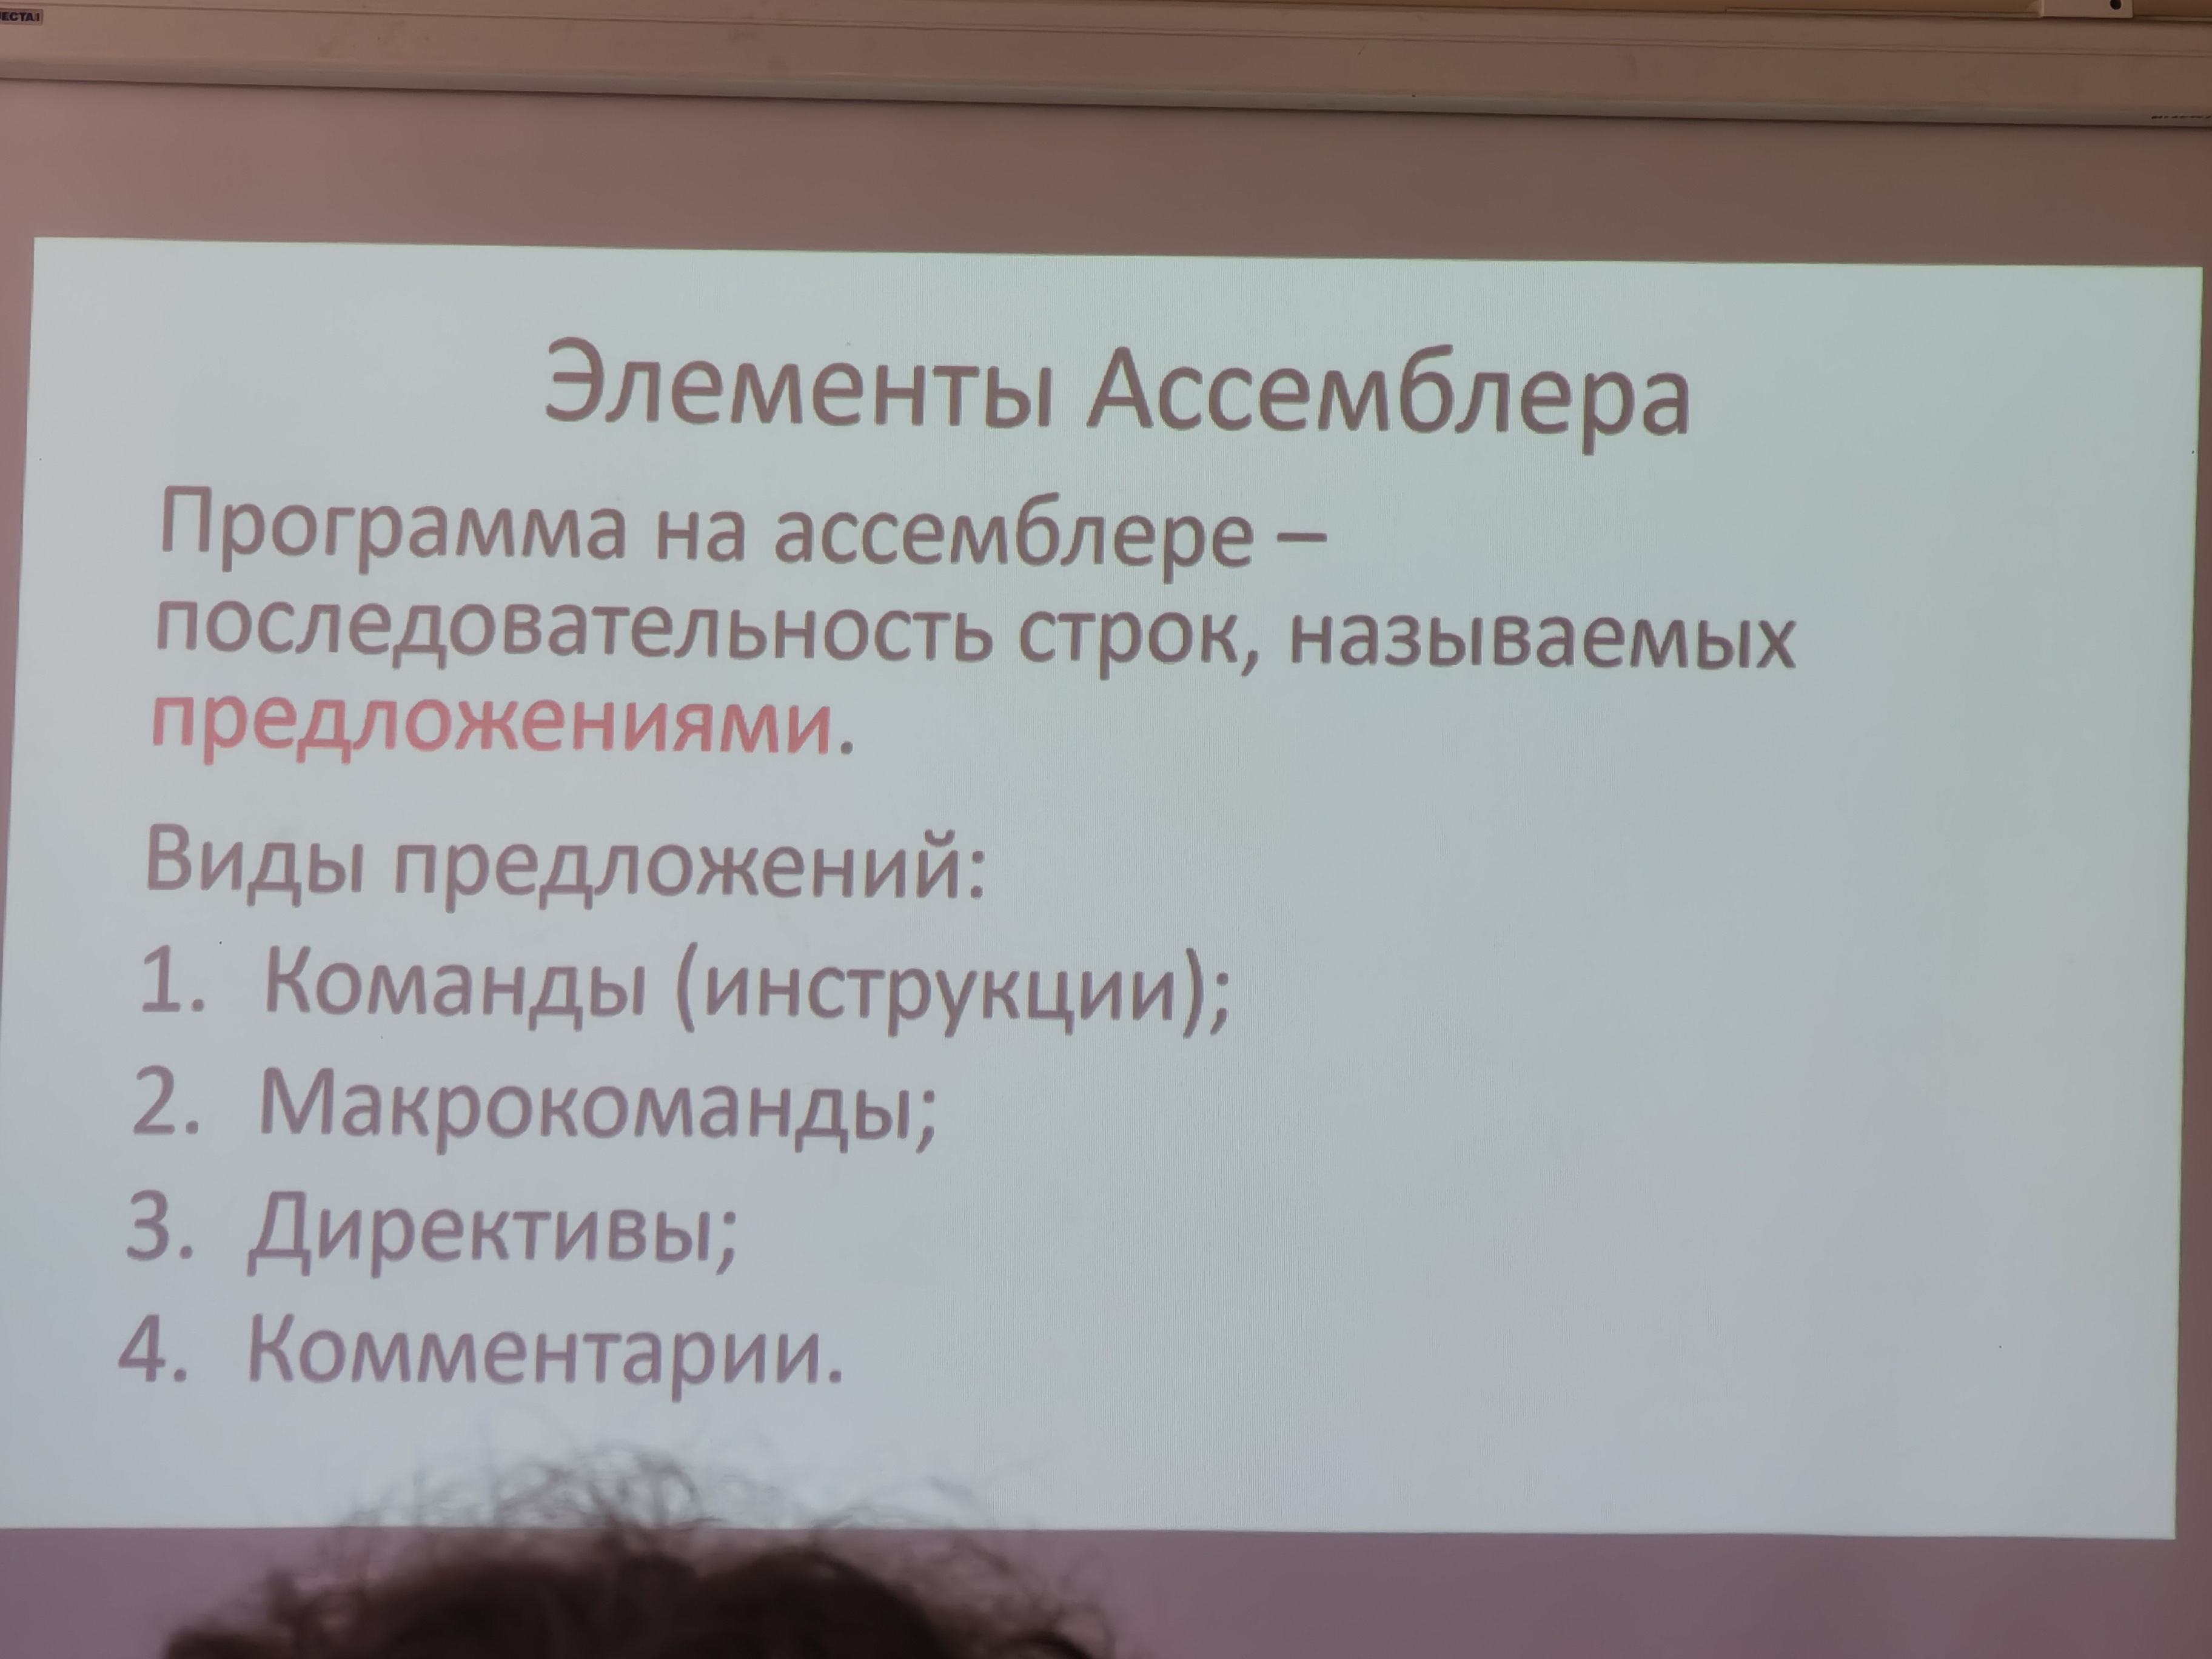 Элементы Ассемблера
Программа на ассемблере –
последовательность строк, называемых
предложениями.
Виды предложений:
1. Команды (инструкции);
2. Макрокоманды;
3. Директивы;
4. Комментарии.